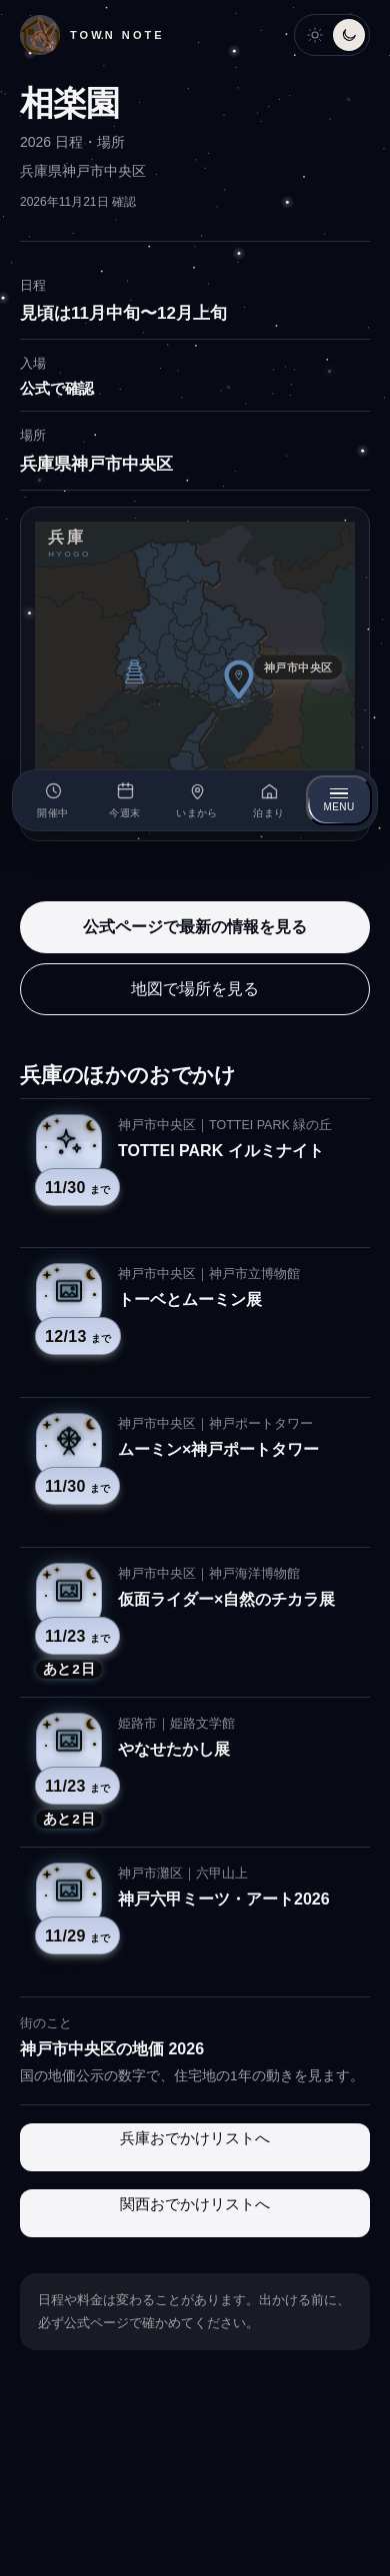 TOWN NOTE
相楽園
2026 日程・場所
兵庫県神戸市中央区
2026年11月21日 確認
日程
見頃は11月中旬〜12月上旬
入場
公式で確認
場所
兵庫県神戸市中央区
兵庫
HYOGO
神戸市中央区
開催中
今週末
いまから
泊まり
MENU
公式ページで最新の情報を見る
地図で場所を見る
兵庫のほかのおでかけ
神戸市中央区｜TOTTEI PARK 緑の丘
TOTTEI PARK イルミナイト
11/30 まで
神戸市中央区｜神戸市立博物館
トーベとムーミン展
12/13 まで
神戸市中央区｜神戸ポートタワー
ムーミン×神戸ポートタワー
11/30 まで
神戸市中央区｜神戸海洋博物館
仮面ライダー×自然のチカラ展
11/23 まで
あと2日
姫路市｜姫路文学館
やなせたかし展
11/23 まで
あと2日
神戸市灘区｜六甲山上
神戸六甲ミーツ・アート2026
11/29 まで
街のこと
神戸市中央区の地価 2026
国の地価公示の数字で、住宅地の1年の動きを見ます。
兵庫おでかけリストへ
関西おでかけリストへ
日程や料金は変わることがあります。出かける前に、
必ず公式ページで確かめてください。